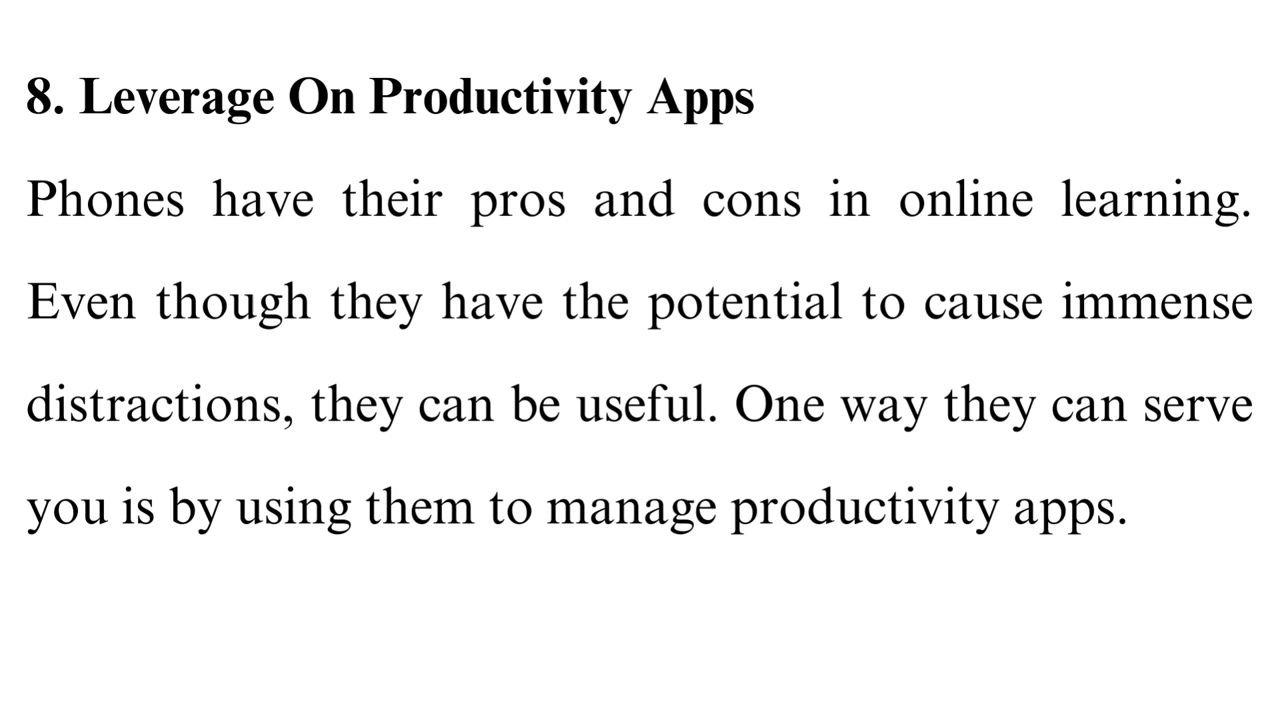 8. Leverage On Productivity Apps
Phones have their pros and cons in online learning.
Even though they have the potential to cause immense
distractions, they can be useful. One way they can serve
you is by using them to manage productivity apps.